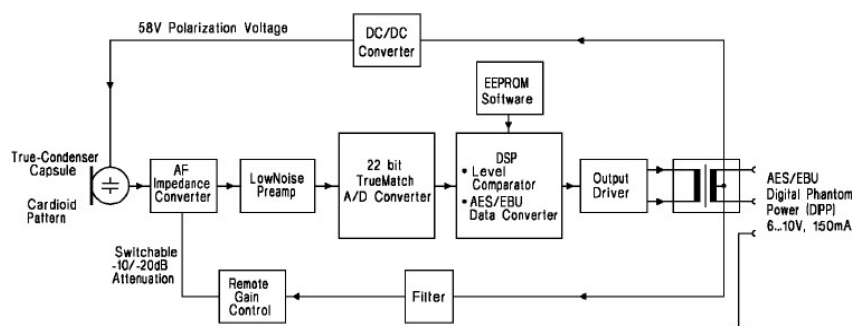 58V Polarization Voltage
DC/DC
Converter
EEPROM
Software
True-Condenser
Capsule
Cardioid
Pattern
AF
Impedance
Converter
LowNoise
Preamp
22 bit
TrueMatch
A/D Converter
DSP
• Level
Comparator
• AES/EBU
Data Converter
Output
Driver
AES/EBU
Digital Phantom
Power (DPP)
6...10V, 150mA
Switchable
-10/-20dB
Attenuation
Remote
Gain
Control
Filter